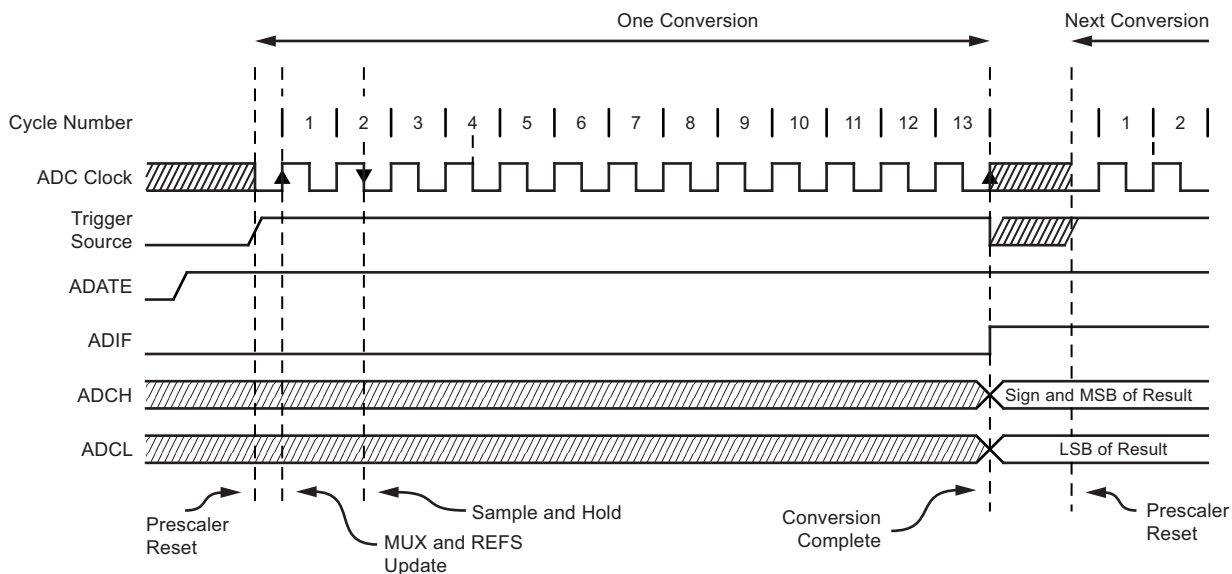 One Conversion
Next Conversion
Cycle Number
1 2 3 4 5 6 7 8 9 10 11 12 13 1 2
ADC Clock
Trigger
Source
ADATE
ADIF
ADCH
Sign and MSB of Result
ADCL
LSB of Result
Prescaler
Reset
MUX and REFS
Update
Sample and Hold
Conversion
Complete
Prescaler
Reset